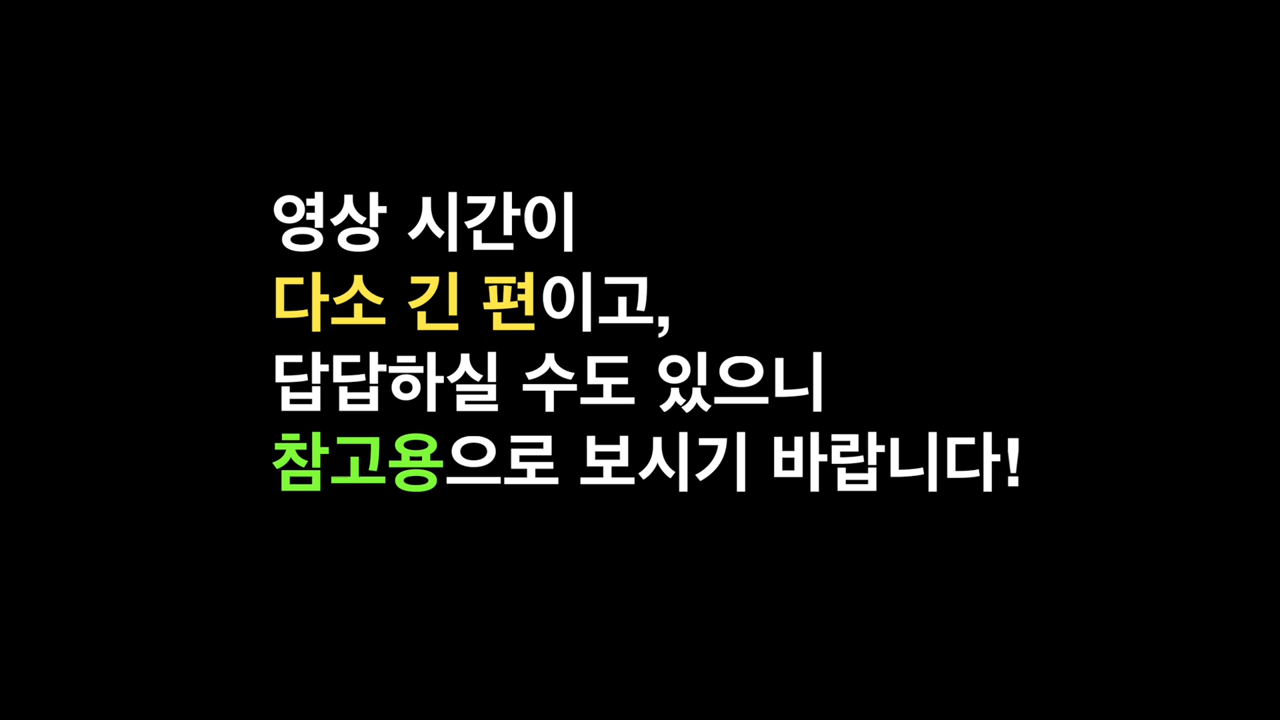 영상 시간이
다소 긴 편이고,
답답하실 수도 있으니
참고용으로 보시기 바랍니다!